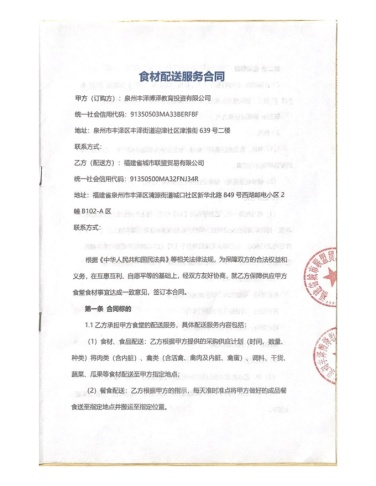 食材配送服务合同
甲方（订购方）：泉州丰泽博泽教育投资有限公司
统一社会信用代码：91350503MA33BERFBF
地址：泉州市丰泽区丰泽街道迎津社区津淮街 639 号二楼
联系方式：
乙方（配送方）：福建省城市联盟贸易有限公司
统一社会信用代码：91350500MA32FNJ34R
地址：福建省泉州市丰泽区清源街道城口社区新华北路 849 号西湖邮电小区 2
幢 B102-A 区
联系方式：
根据《中华人民共和国民法典》等相关法律法规，为保障双方的合法权益和
义务，在互惠互利、自愿平等的基础上，经双方友好协商，就乙方保障供应甲方
食堂食材事宜达成一致意见，签订本合同。
第一条 合同标的
1.1 乙方承担甲方食堂的配送服务，具体配送服务内容包括：
（1）食材、食品配送：乙方根据甲方提供的采购供应计划（时间、数量、
种类）将肉类（含内脏）、禽类（含活禽、禽肉及内脏、禽蛋）、调料、干货、
蔬菜、瓜果等食材配送至甲方指定地点；
（2）餐食配送：乙方根据甲方的指示，每天准时准点将甲方做好的成品餐
食送至指定地点并搬运至指定位置。